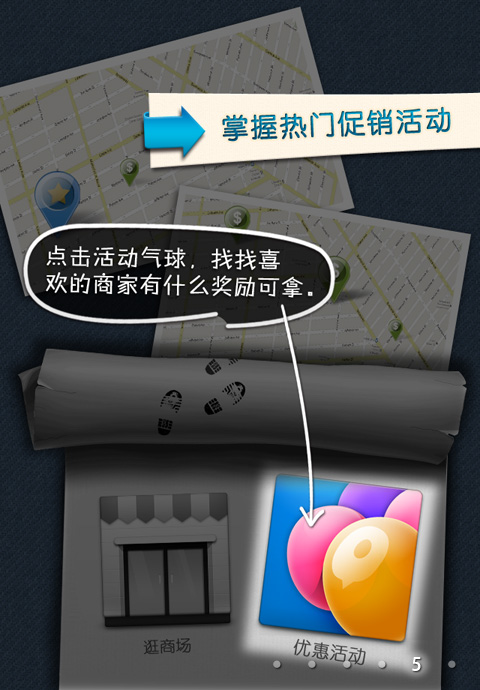 掌握热门促销活动
点击活动气球，找找喜
欢的商家有什么奖励可拿。
逛商场
优惠活动
5